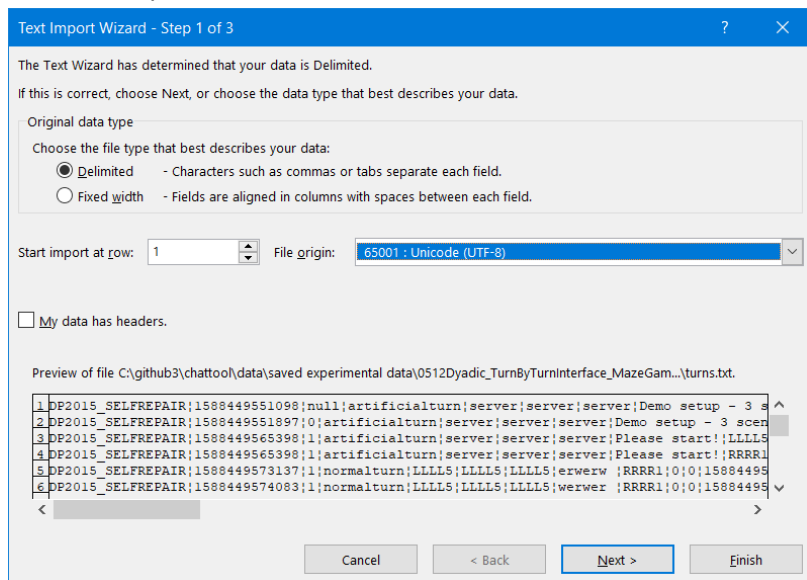 Text Import Wizard - Step 1 of 3 ?
The Text Wizard has determined that your data is Delimited.
If this is correct, choose Next, or choose the data type that best describes your data.
Original data type
Choose the file type that best describes your data:
Delimited - Characters such as commas or tabs separate each field.
Fixed width - Fields are aligned in columns with spaces between each field.
Start import at row: 1 File origin: 65001 : Unicode (UTF-8)
My data has headers.
Preview of file C:\github3\chattool\data\saved experimental data\0512Dyadic_TurnByTurnInterface_MazeGam...\turns.txt.
1 DP2015_SELFREPAIR¦1588449551098¦null¦artificialturn¦server¦server¦server¦Demo setup - 3 s
2 DP2015_SELFREPAIR¦1588449551897¦0¦artificialturn¦server¦server¦server¦Demo setup - 3 scen
3 DP2015_SELFREPAIR¦1588449565398¦1¦artificialturn¦server¦server¦server¦Please start!¦LLLL5
4 DP2015_SELFREPAIR¦1588449565398¦1¦artificialturn¦server¦server¦server¦Please start!¦RRRR1
5 DP2015_SELFREPAIR¦1588449573137¦1¦normalturn¦LLLL5¦LLLL5¦LLLL5¦erwerw ¦RRRR1¦0¦0¦15884495
6 DP2015_SELFREPAIR¦1588449574083¦1¦normalturn¦LLLL5¦LLLL5¦LLLL5¦werwer ¦RRRR1¦0¦0¦15884495
Cancel < Back Next > Finish